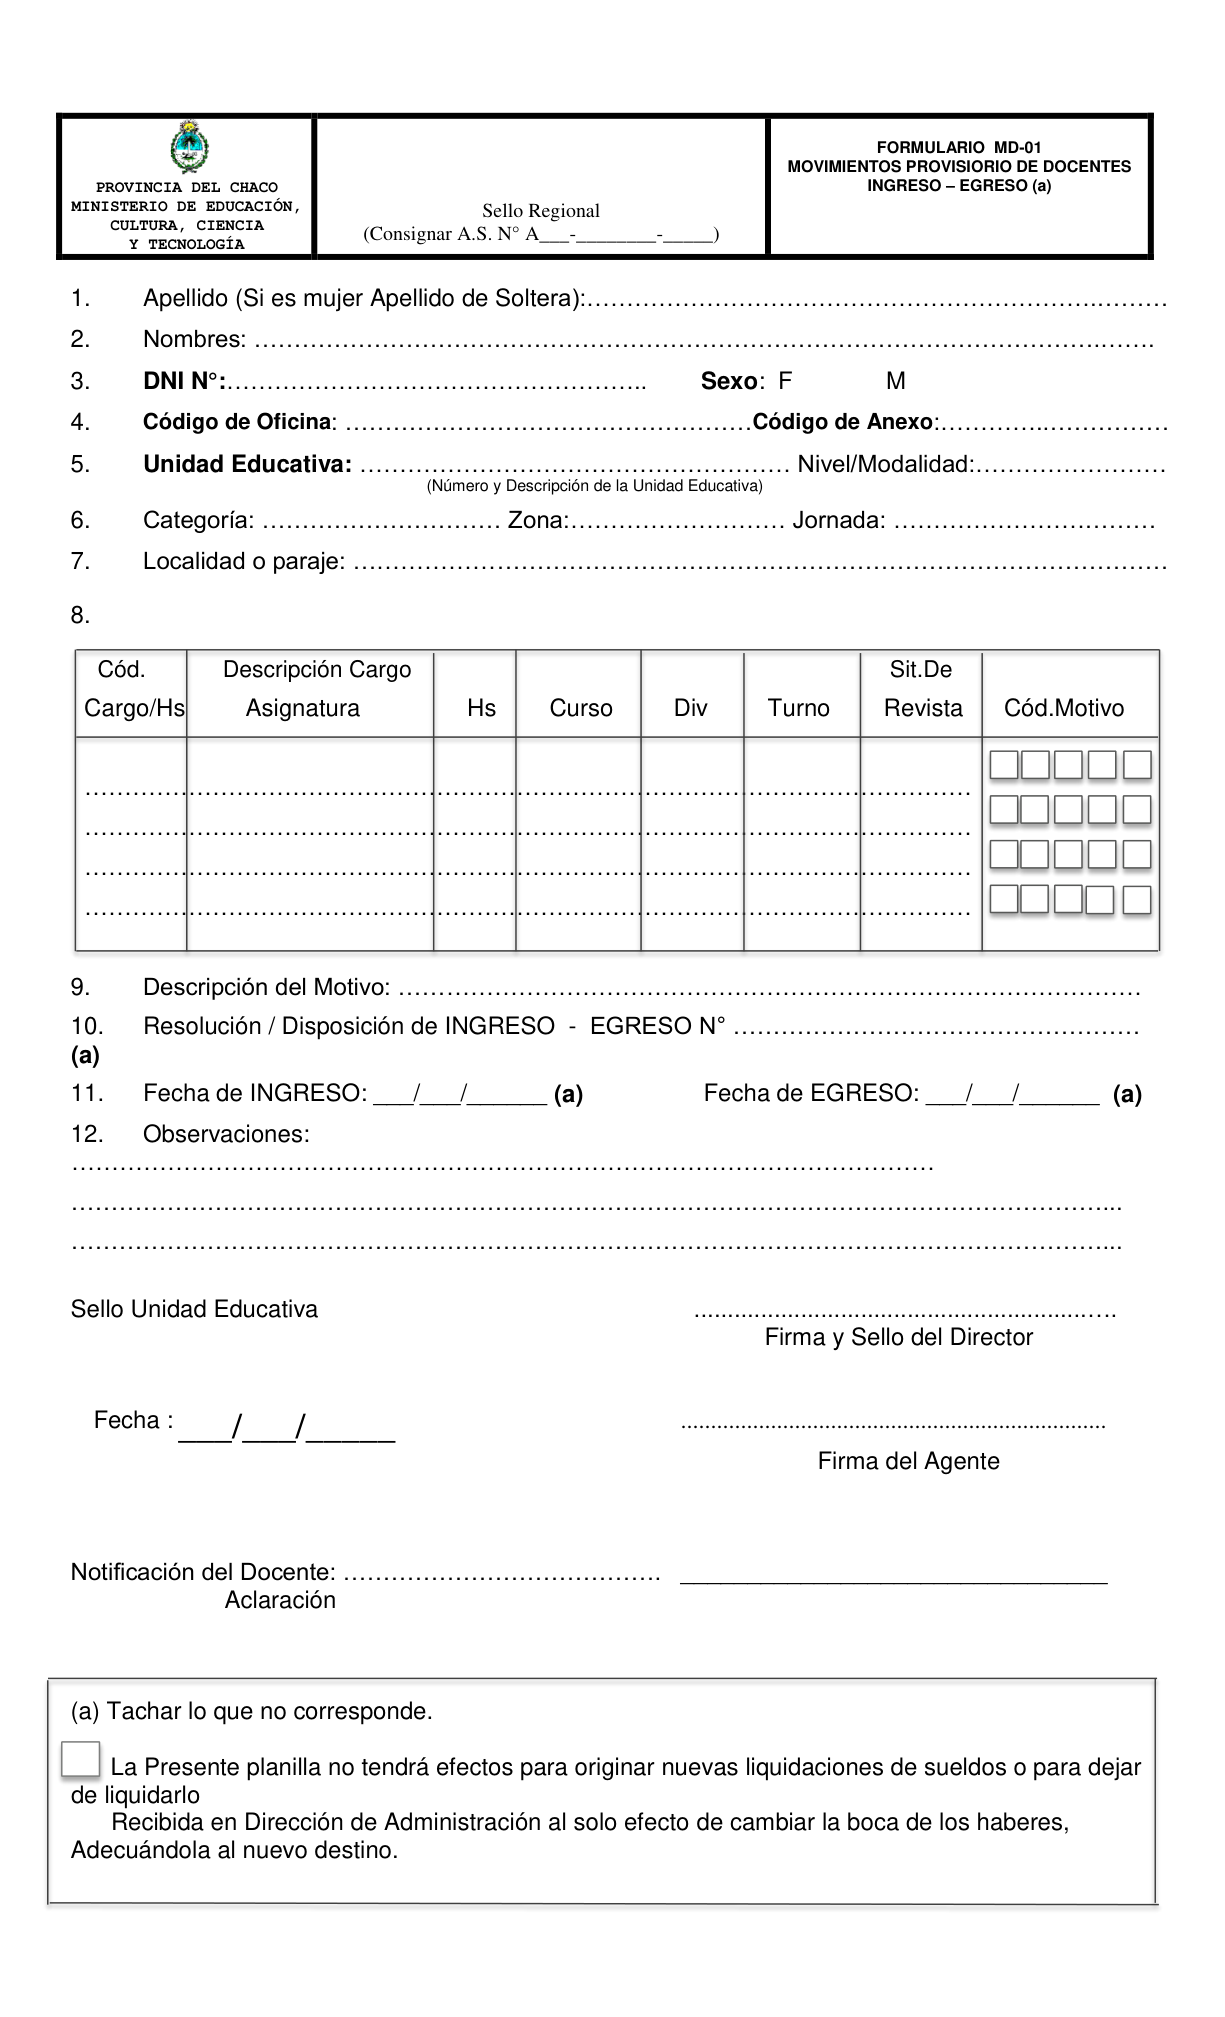 PROVINCIA DEL CHACO
MINISTERIO DE EDUCACIÓN,
CULTURA, CIENCIA
Y TECNOLOGÍA
Sello Regional
(Consignar A.S. N° A___-________-_____)
FORMULARIO MD-01
MOVIMIENTOS PROVISIORIO DE DOCENTES
INGRESO – EGRESO (a)
1. Apellido (Si es mujer Apellido de Soltera):……………………………………………………………………
2. Nombres: ……………………………………………………………………………………………………
3. DNI N°:…………………………………………….. Sexo: F M
4. Código de Oficina: ……………………………………………Código de Anexo:…………..……………
5. Unidad Educativa: ……………………………………………… Nivel/Modalidad:……………………
(Número y Descripción de la Unidad Educativa)
6. Categoría: ………………………… Zona:……………………… Jornada: ……………………………
7. Localidad o paraje: …………………………………………………………………………………………
8.
Cód. Descripción Cargo Sit.De
Cargo/Hs Asignatura Hs Curso Div Turno Revista Cód.Motivo
…………………………………………………………………………………………………
…………………………………………………………………………………………………
…………………………………………………………………………………………………
…………………………………………………………………………………………………
9. Descripción del Motivo: …………………………………………………………………………………
10. Resolución / Disposición de INGRESO - EGRESO N° ……………………………………………
(a)
11. Fecha de INGRESO: ___/___/______ (a) Fecha de EGRESO: ___/___/______ (a)
12. Observaciones:
………………………………………………………………………………………………
…………………………………………………………………………………………………………………...
…………………………………………………………………………………………………………………...
Sello Unidad Educativa ...............................................................….
Firma y Sello del Director
Fecha : ___/___/_____ ................................................................................
Firma del Agente
Notificación del Docente: …………………………………. ________________________________
Aclaración
(a) Tachar lo que no corresponde.
La Presente planilla no tendrá efectos para originar nuevas liquidaciones de sueldos o para dejar
de liquidarlo
Recibida en Dirección de Administración al solo efecto de cambiar la boca de los haberes,
Adecuándola al nuevo destino.